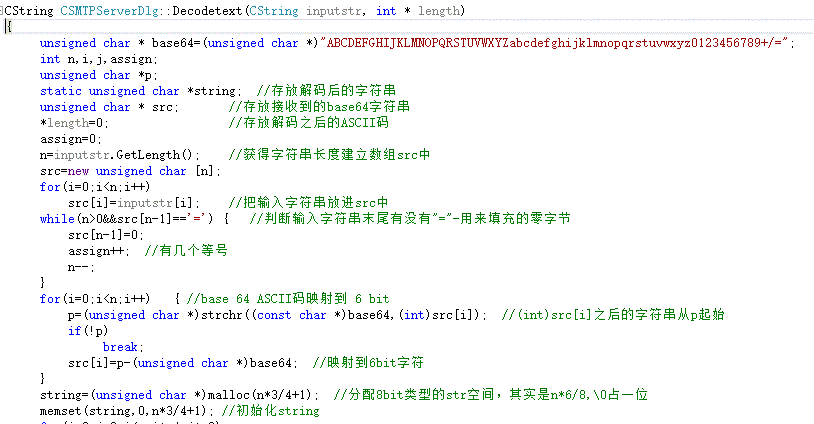 CString CSMTPServerDlg::Decodetext(CString inputstr, int * length)
{
unsigned char * base64=(unsigned char *)"ABCDEFGHIJKLMNOPQRSTUVWXYZabcdefghijklmnopqrstuvwxyz0123456789+/=";
int n,i,j,assign;
unsigned char *p;
static unsigned char *string; //存放解码后的字符串
unsigned char * src; //存放接收到的base64字符串
*length=0; //存放解码之后的ASCII码
assign=0;
n=inputstr.GetLength(); //获得字符串长度建立数组src中
src=new unsigned char [n];
for(i=0;i<n;i++)
src[i]=inputstr[i]; //把输入字符串放进src中
while(n>0&&src[n-1]=='=') { //判断输入字符串末尾有没有"="-用来填充的零字节
src[n-1]=0;
assign++; //有几个等号
n--;
}
for(i=0;i<n;i++) { //base 64 ASCII码映射到 6 bit
p=(unsigned char *)strchr((const char *)base64,(int)src[i]); //(int)src[i]之后的字符串从p起始
if(!p)
break;
src[i]=p-(unsigned char *)base64; //映射到6bit字符
}
string=(unsigned char *)malloc(n*3/4+1); //分配8bit类型的str空间，其实是n*6/8,\0占一位
memset(string,0,n*3/4+1); //初始化string